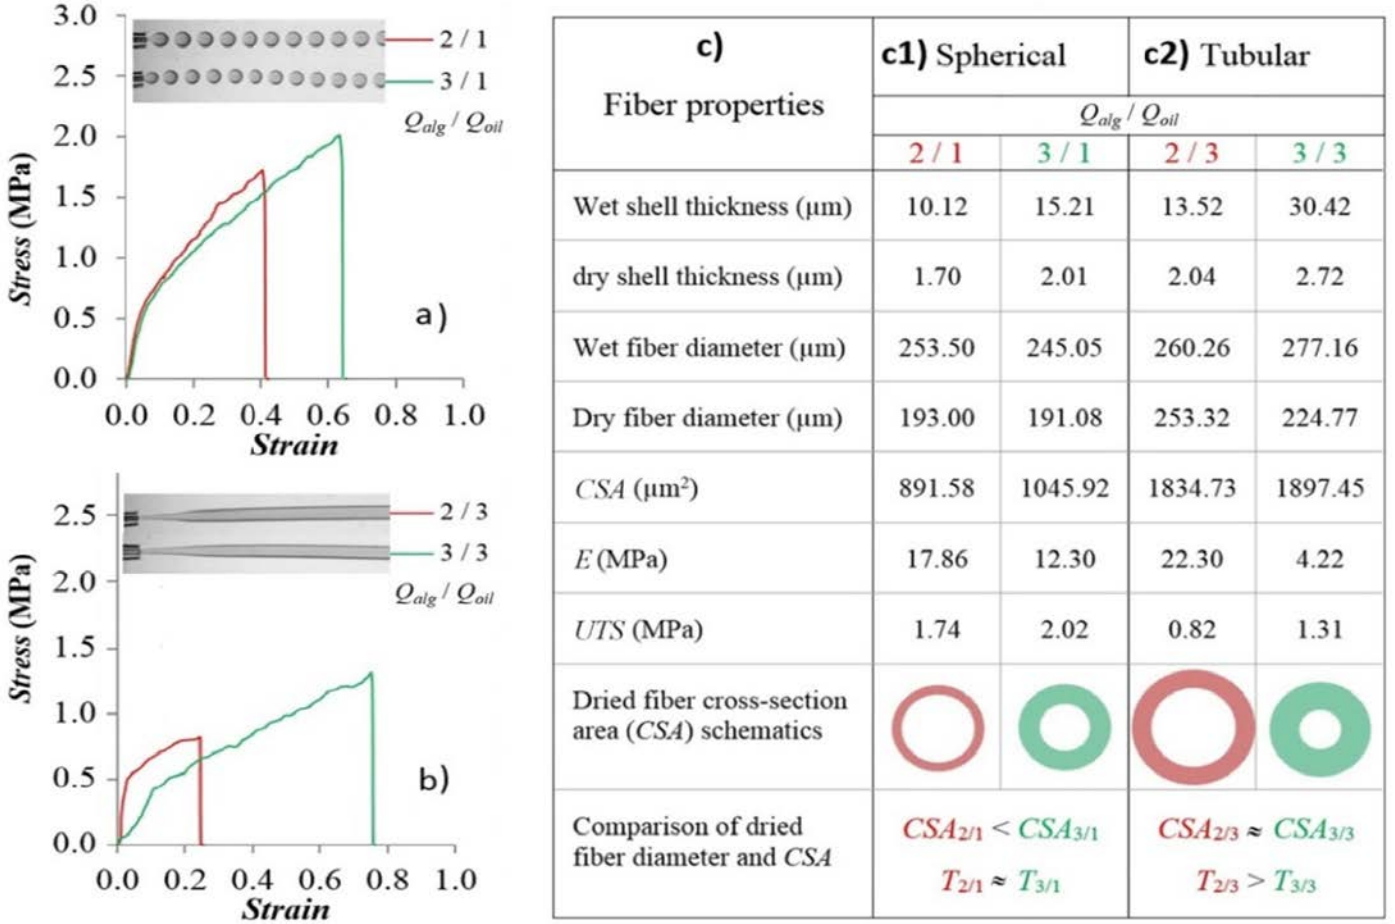 3.0
2.5
2.0
1.5
1.0
0.5
0.0
Stress (MPa)
2 / 1
3 / 1
Qalg / Qoil
a)
0.0 0.2 0.4 0.6 0.8 1.0
Strain
2.5
2.0
1.5
1.0
0.5
0.0
Stress (MPa)
2 / 3
3 / 3
Qalg / Qoil
b)
0.0 0.2 0.4 0.6 0.8 1.0
Strain
c)
Fiber properties
c1) Spherical
c2) Tubular
Qalg / Qoil
2 / 1 3 / 1 2 / 3 3 / 3
Wet shell thickness (µm) 10.12 15.21 13.52 30.42
dry shell thickness (µm) 1.70 2.01 2.04 2.72
Wet fiber diameter (µm) 253.50 245.05 260.26 277.16
Dry fiber diameter (µm) 193.00 191.08 253.32 224.77
CSA (µm²) 891.58 1045.92 1834.73 1897.45
E (MPa) 17.86 12.30 22.30 4.22
UTS (MPa) 1.74 2.02 0.82 1.31
Dried fiber cross-section
area (CSA) schematics
Comparison of dried
fiber diameter and CSA
CSA2/1 < CSA3/1
T2/1 ≈ T3/1
CSA2/3 ≈ CSA3/3
T2/3 > T3/3